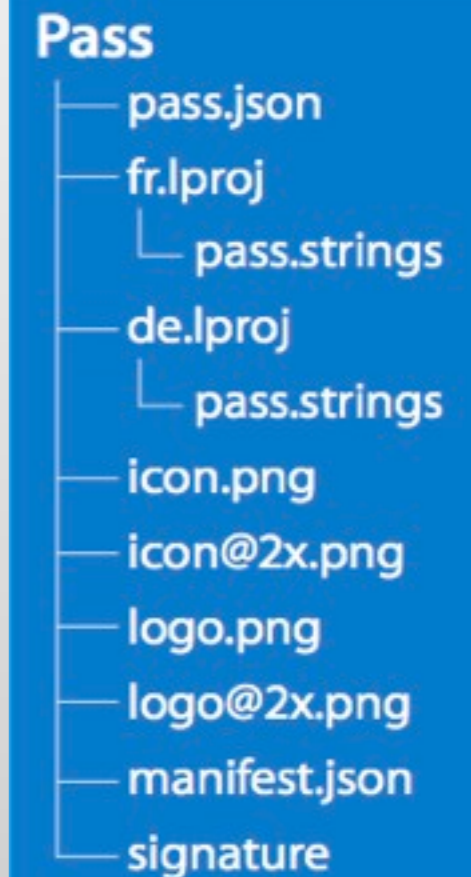 Pass
pass.json
fr.lproj
pass.strings
de.lproj
pass.strings
icon.png
icon@2x.png
logo.png
logo@2x.png
manifest.json
signature